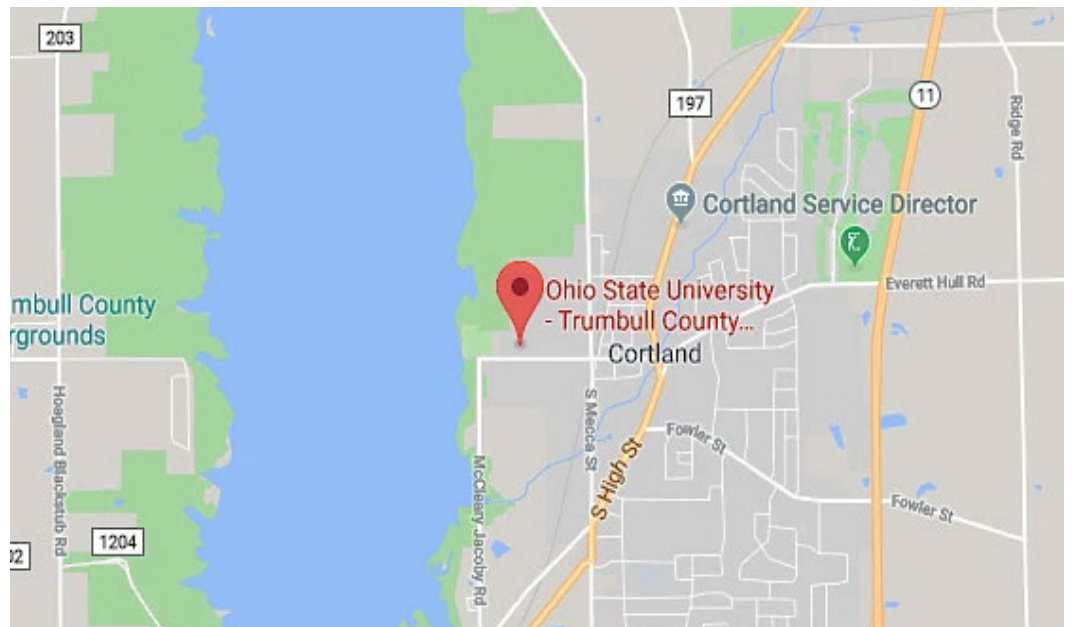 203
197
11
Ridge Rd
Cortland Service Director
Everett Hull Rd
Ohio State University
- Trumbull County...
Cortland
mbull County
rgrounds
Hoagland Blackstub Rd
S Mecca St
Fowler St
S High St
McCleary Jacoby Rd
Fowler St
1204
02